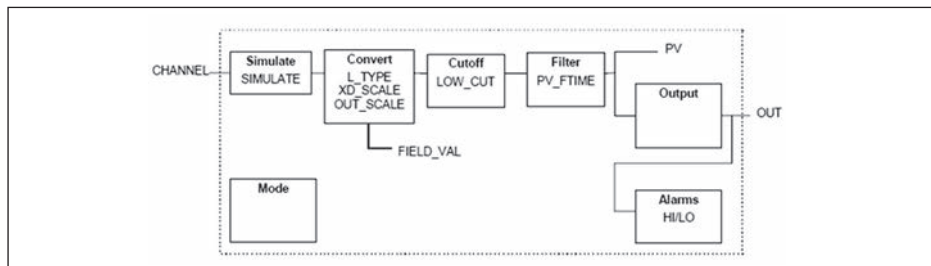 CHANNEL
Simulate
SIMULATE
Convert
L_TYPE
XD_SCALE
OUT_SCALE
FIELD_VAL
Cutoff
LOW_CUT
Filter
PV_FTIME
PV
Output
OUT
Mode
Alarms
HI/LO